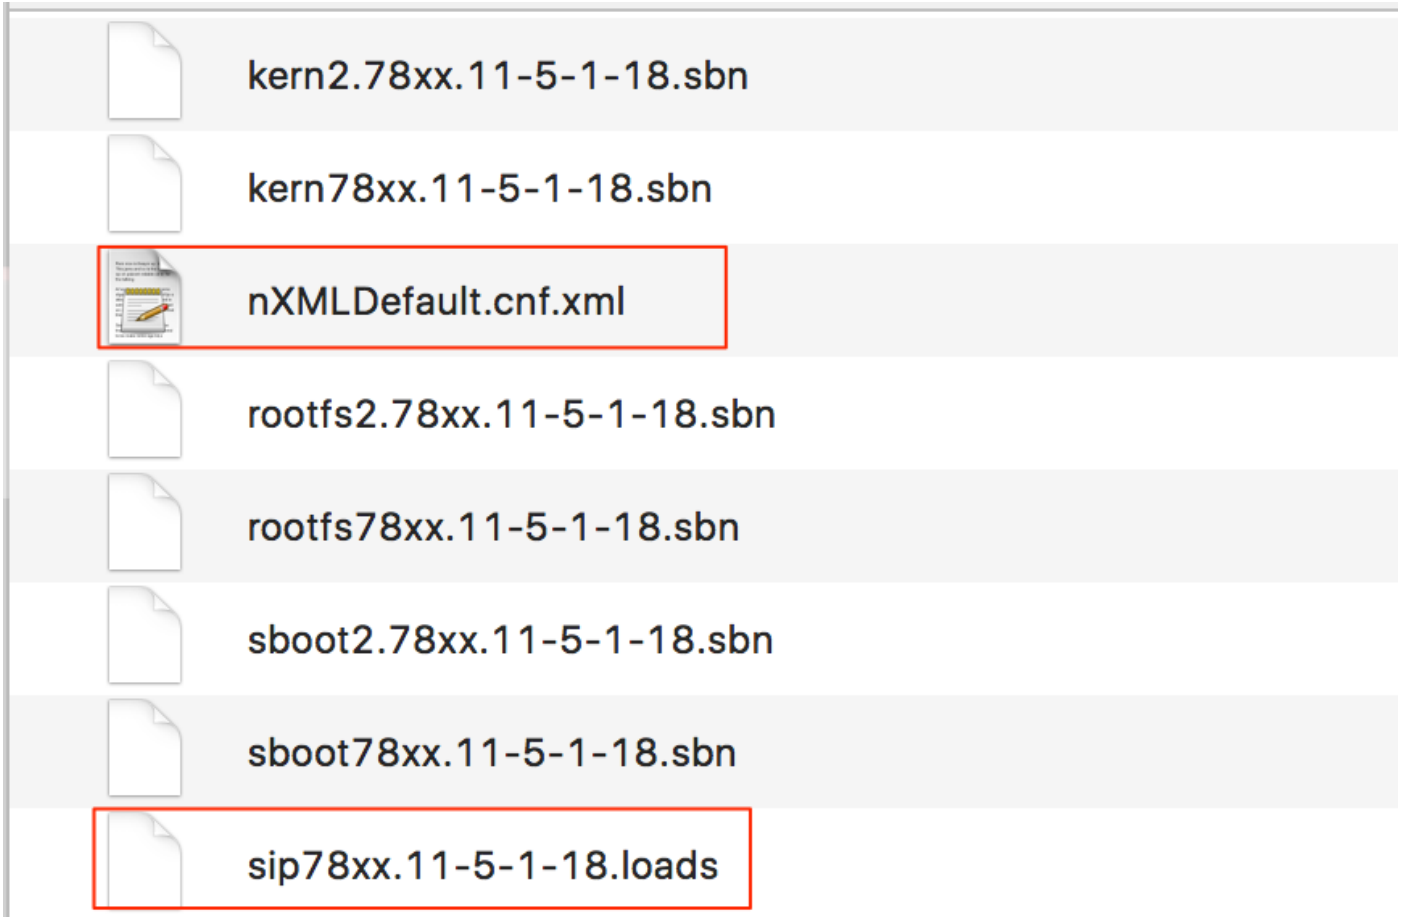 kern2.78xx.11-5-1-18.sbn
kern78xx.11-5-1-18.sbn
nXMLDefault.cnf.xml
rootfs2.78xx.11-5-1-18.sbn
rootfs78xx.11-5-1-18.sbn
sboot2.78xx.11-5-1-18.sbn
sboot78xx.11-5-1-18.sbn
sip78xx.11-5-1-18.loads